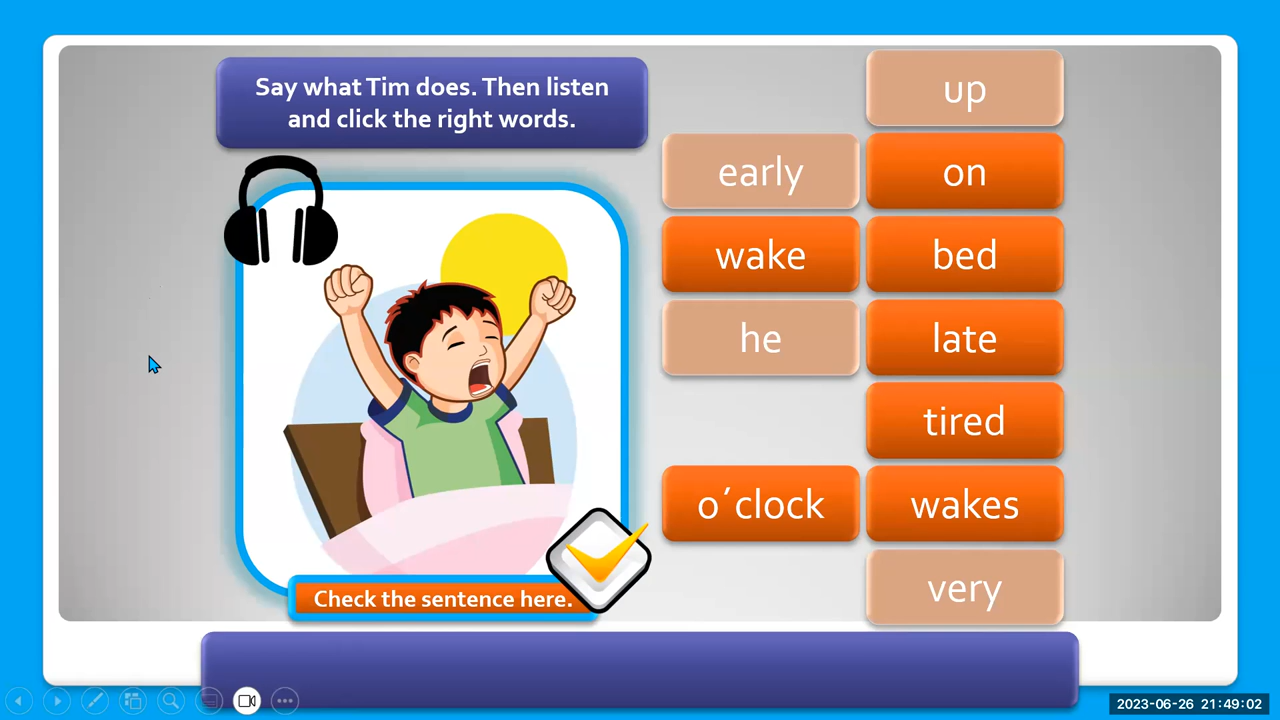 Say what Tim does. Then listen
and click the right words.
up
early
on
wake
bed
he
late
tired
o´clock
wakes
very
Check the sentence here.
2023-06-26 21:49:02